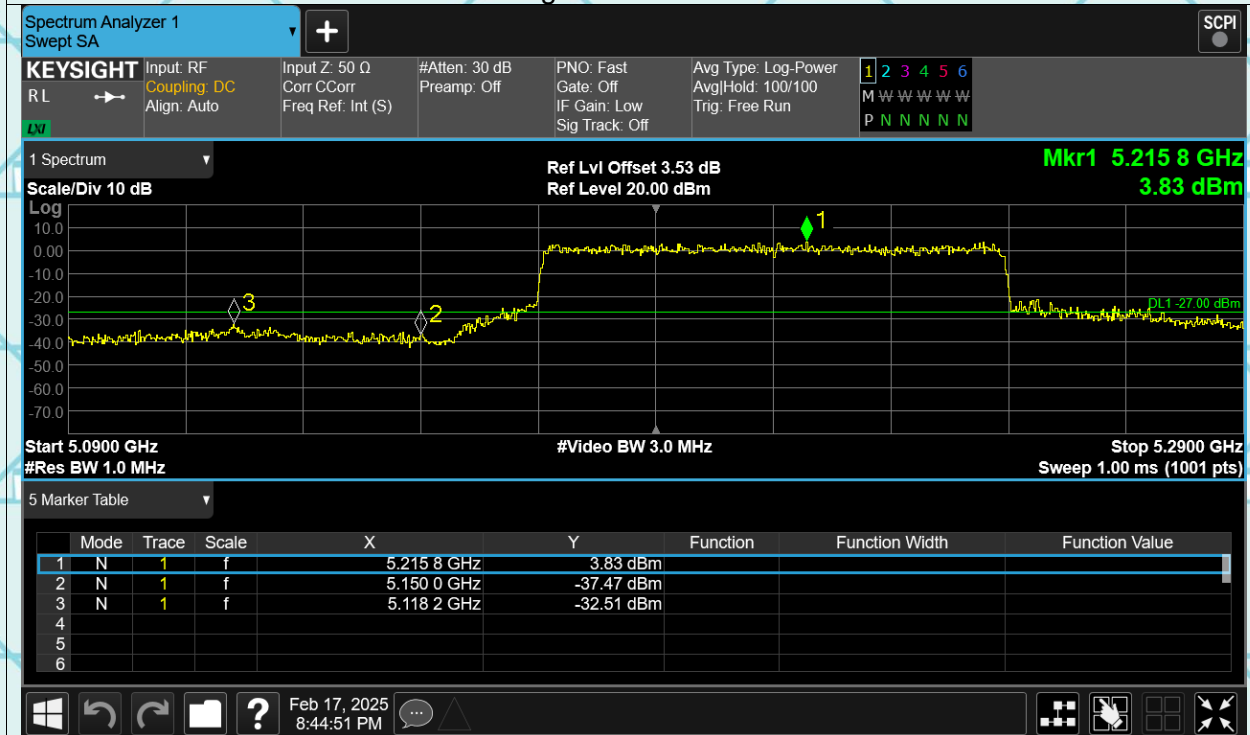 Spectrum Analyzer 1
Swept SA
+
SCPI
KEYSIGHT
RL
LXI
Input: RF
Coupling: DC
Align: Auto
Input Z: 50 Ω
Corr CCorr
Freq Ref: Int (S)
#Atten: 30 dB
Preamp: Off
PNO: Fast
Gate: Off
IF Gain: Low
Sig Track: Off
Avg Type: Log-Power
Avg|Hold: 100/100
Trig: Free Run
1 2 3 4 5 6
M W W W W W
P N N N N N
1 Spectrum
Scale/Div 10 dB
Ref Lvl Offset 3.53 dB
Ref Level 20.00 dBm
Mkr1 5.215 8 GHz
3.83 dBm
Log
10.0
0.00
-10.0
-20.0
-30.0
-40.0
-50.0
-60.0
-70.0
1
2
3
DL1 -27.00 dBm
Start 5.0900 GHz
#Res BW 1.0 MHz
#Video BW 3.0 MHz
Stop 5.2900 GHz
Sweep 1.00 ms (1001 pts)
5 Marker Table
Mode Trace Scale X Y Function Function Width Function Value
1 N 1 f 5.215 8 GHz 3.83 dBm
2 N 1 f 5.150 0 GHz -37.47 dBm
3 N 1 f 5.118 2 GHz -32.51 dBm
4
5
6
?
Feb 17, 2025
8:44:51 PM